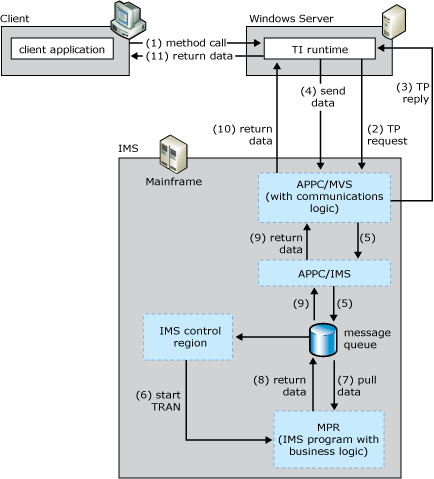 Client
Windows Server
client application
(1) method call
(11) return data
TI runtime
(4) send
data
(3) TP
reply
(10) return
data
(2) TP
request
IMS
Mainframe
APPC/MVS
(with communications
logic)
(9) return
data
(5)
APPC/IMS
(9)
(5)
IMS control
region
message
queue
(6) start
TRAN
(8) return
data
(7) pull
data
MPR
(IMS program with
business logic)